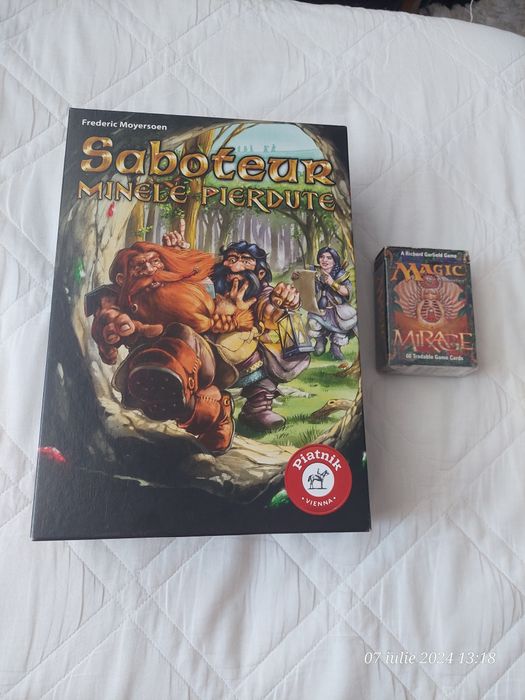 Frederic Moyersoen
Saboteur
MINELE PIERDUTE
Piatnik
• VIENNA •
A Richard Garfield Game
MAGIC
MIRAGE
60 Tradable Game Cards
07 iulie 2024 13:18